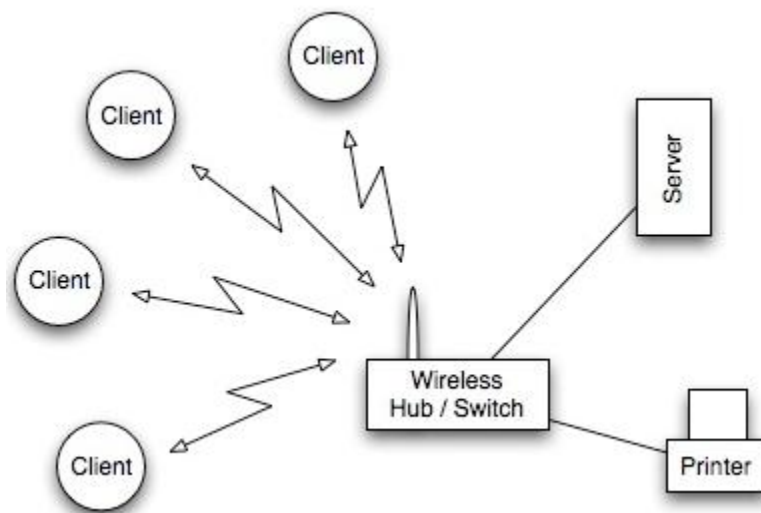 Client
Client
Server
Client
Wireless
Hub / Switch
Client
Printer